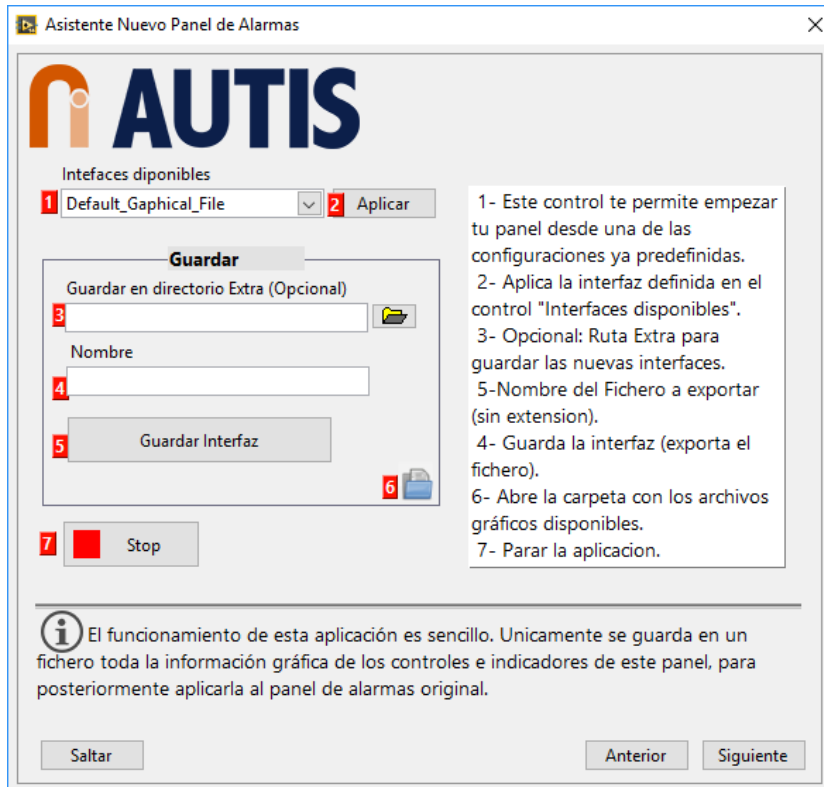 Asistente Nuevo Panel de Alarmas
AUTIS
Intefaces diponibles
1 Default_Gaphical_File 2 Aplicar
Guardar
Guardar en directorio Extra (Opcional)
3
Nombre
4
5 Guardar Interfaz
6
7 Stop
1- Este control te permite empezar
tu panel desde una de las
configuraciones ya predefinidas.
2- Aplica la interfaz definida en el
control "Interfaces disponibles".
3- Opcional: Ruta Extra para
guardar las nuevas interfaces.
5-Nombre del Fichero a exportar
(sin extension).
4- Guarda la interfaz (exporta el
fichero).
6- Abre la carpeta con los archivos
gráficos disponibles.
7- Parar la aplicacion.
El funcionamiento de esta aplicación es sencillo. Unicamente se guarda en un
fichero toda la información gráfica de los controles e indicadores de este panel, para
posteriormente aplicarla al panel de alarmas original.
Saltar Anterior Siguiente